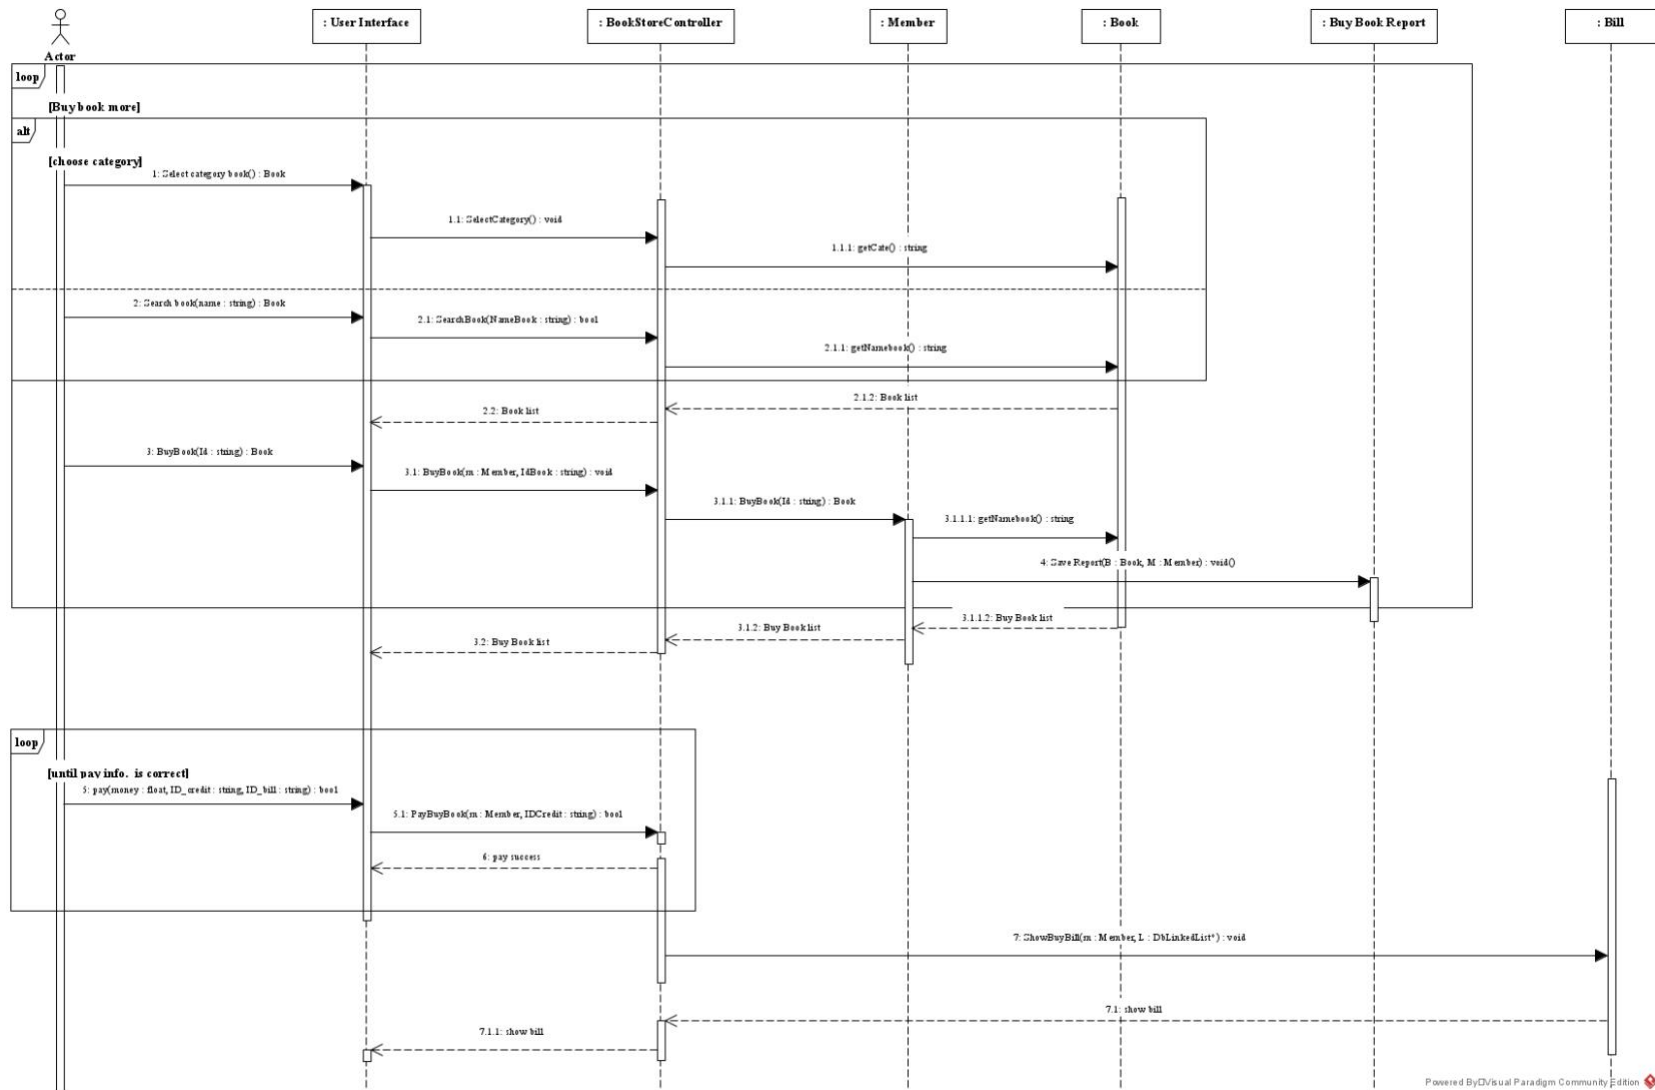 : User Interface
: BookStoreController
: Member
: Book
: Buy Book Report
: Bill
Actor
loop
[Buy book more]
alt
[choose category]
1: Select category book() : Book
1.1: SelectCategory() : void
1.1.1: getCate() : string
2: Search book(name : string) : Book
2.1: SearchBook(NameBook : string) : bool
2.1.1: getNamebook() : string
2.1.2: Book list
2.2: Book list
3: BuyBook(Id : string) : Book
3.1: BuyBook(m : Member, IdBook : string) : void
3.1.1: BuyBook(Id : string) : Book
3.1.1.1: getNamebook() : string
4: Save Report(B : Book, M : Member) : void()
3.1.1.2: Buy Book list
3.1.2: Buy Book list
3.2: Buy Book list
loop
[until pay info. is correct]
5: pay(money : float, ID_credit : string, ID_bill : string) : bool
5.1: PayBuyBook(m : Member, IDCredit : string) : bool
6: pay success
7: ShowBuyBill(m : Member, L : DbLinkedList*) : void
7.1: show bill
7.1.1: show bill
Powered By Visual Paradigm Community Edition